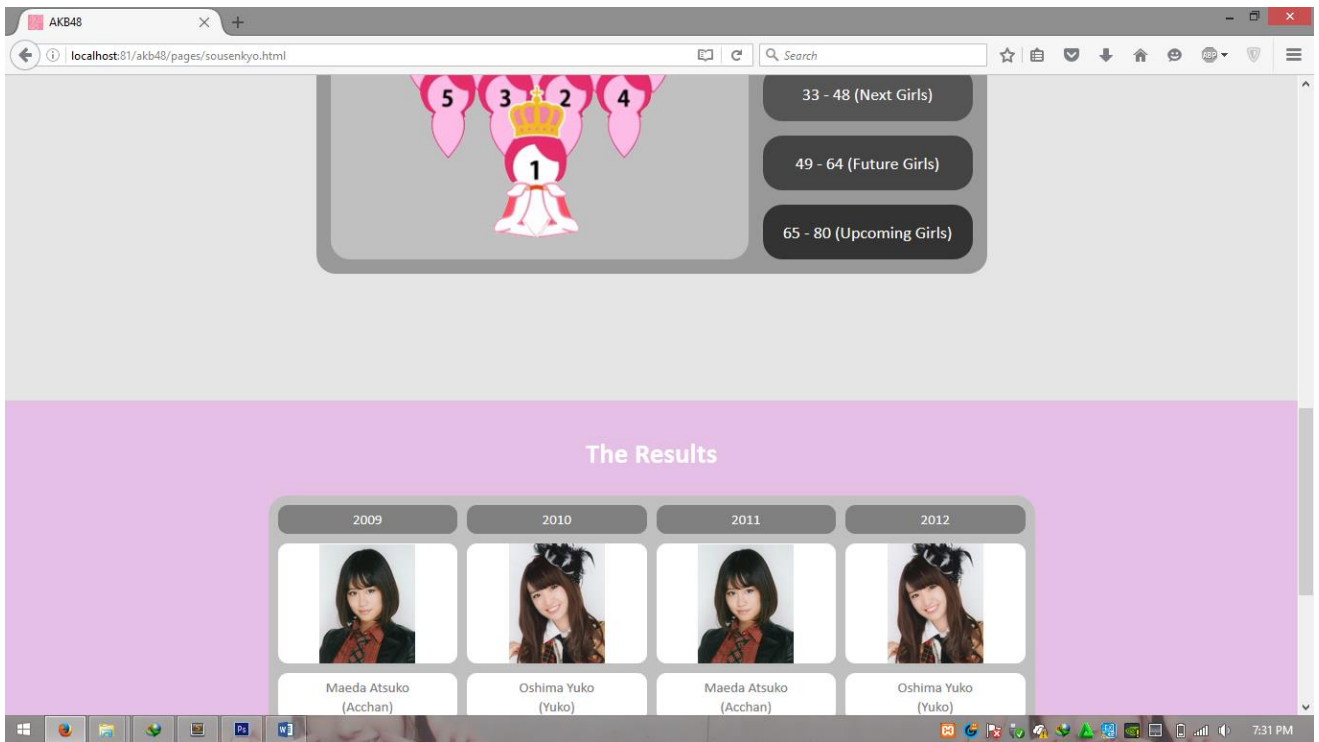 AKB48
localhost:81/akb48/pages/sousenkyo.html
Search
ABP
5 3 2 4
1
33 - 48 (Next Girls)
49 - 64 (Future Girls)
65 - 80 (Upcoming Girls)
The Results
2009 2010 2011 2012
Maeda Atsuko Oshima Yuko Maeda Atsuko Oshima Yuko
(Acchan) (Yuko) (Acchan) (Yuko)
Ps
7:31 PM